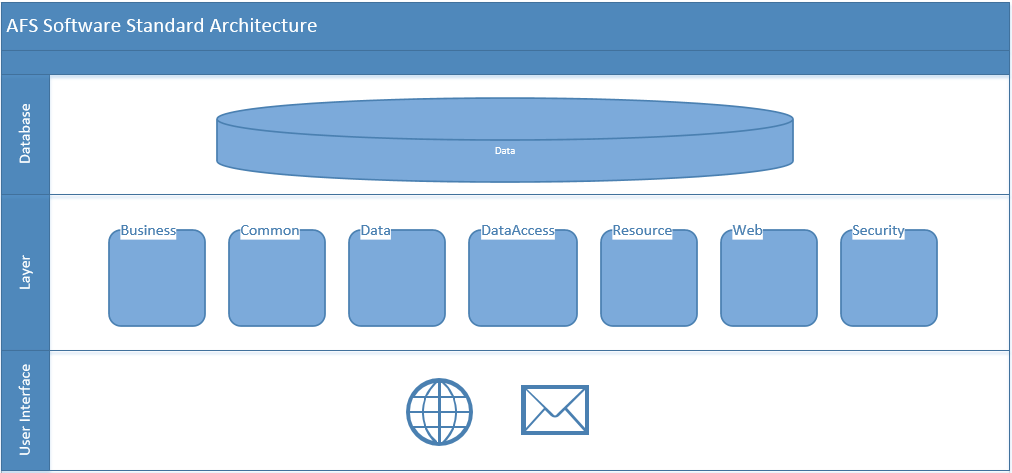 AFS Software Standard Architecture
Database
Data
Layer
Business
Common
Data
DataAccess
Resource
Web
Security
User Interface